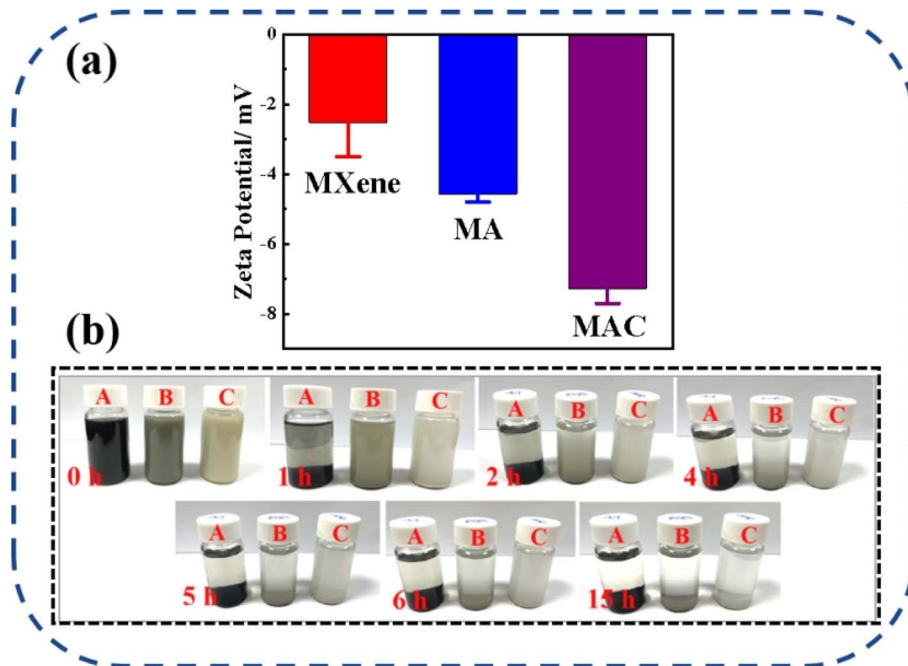 (a)
0
-2
-4
-6
-8
Zeta Potential/ mV
MXene
MA
MAC
(b)
A B C
0 h
A B C
1 h
A B C
2 h
A B C
4 h
A B C
5 h
A B C
6 h
A B C
15 h